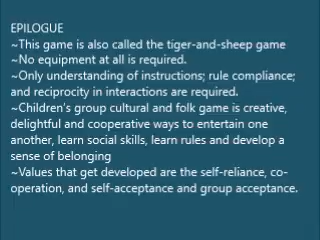 EPILOGUE
~This game is also called the tiger-and-sheep game
~No equipment at all is required.
~Only understanding of instructions; rule compliance;
and reciprocity in interactions are required.
~Children's group cultural and folk game is creative,
delightful and cooperative ways to entertain one
another, learn social skills, learn rules and develop a
sense of belonging
~Values that get developed are the self-reliance, co-
operation, and self-acceptance and group acceptance.